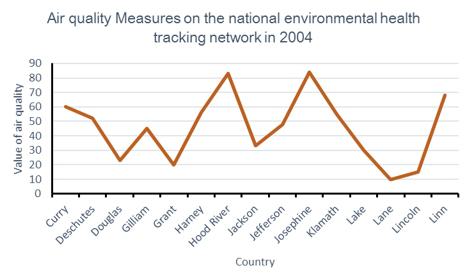 Air quality Measures on the national environmental health
tracking network in 2004
Value of air quality
90
80
70
60
50
40
30
20
10
0
Curry
Deschutes
Douglas
Gilliam
Grant
Harney
Hood River
Jackson
Jefferson
Josephine
Klamath
Lake
Lane
Lincoln
Linn
Country